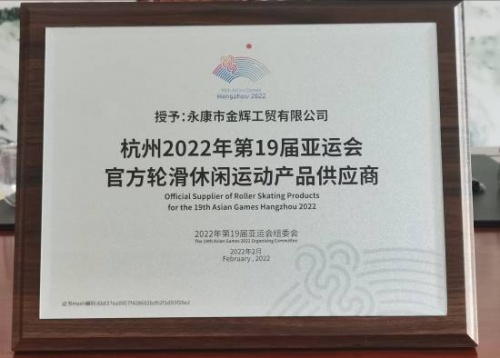 19th Asian Games
Hangzhou 2022
授予:永康市金辉工贸有限公司
杭州2022年第19届亚运会
官方轮滑休闲运动产品供应商
Official Supplier of Roller Skating Products
for the 19th Asian Games Hangzhou 2022
2022年第19届亚运会组委会
The 19th Asian Games 2022 Organising Committee
2022年2月
February , 2022